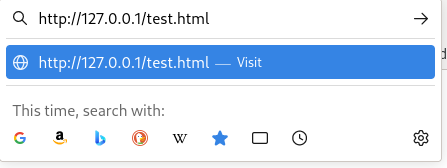 http://127.0.0.1/test.html
http://127.0.0.1/test.html — Visit
This time, search with: